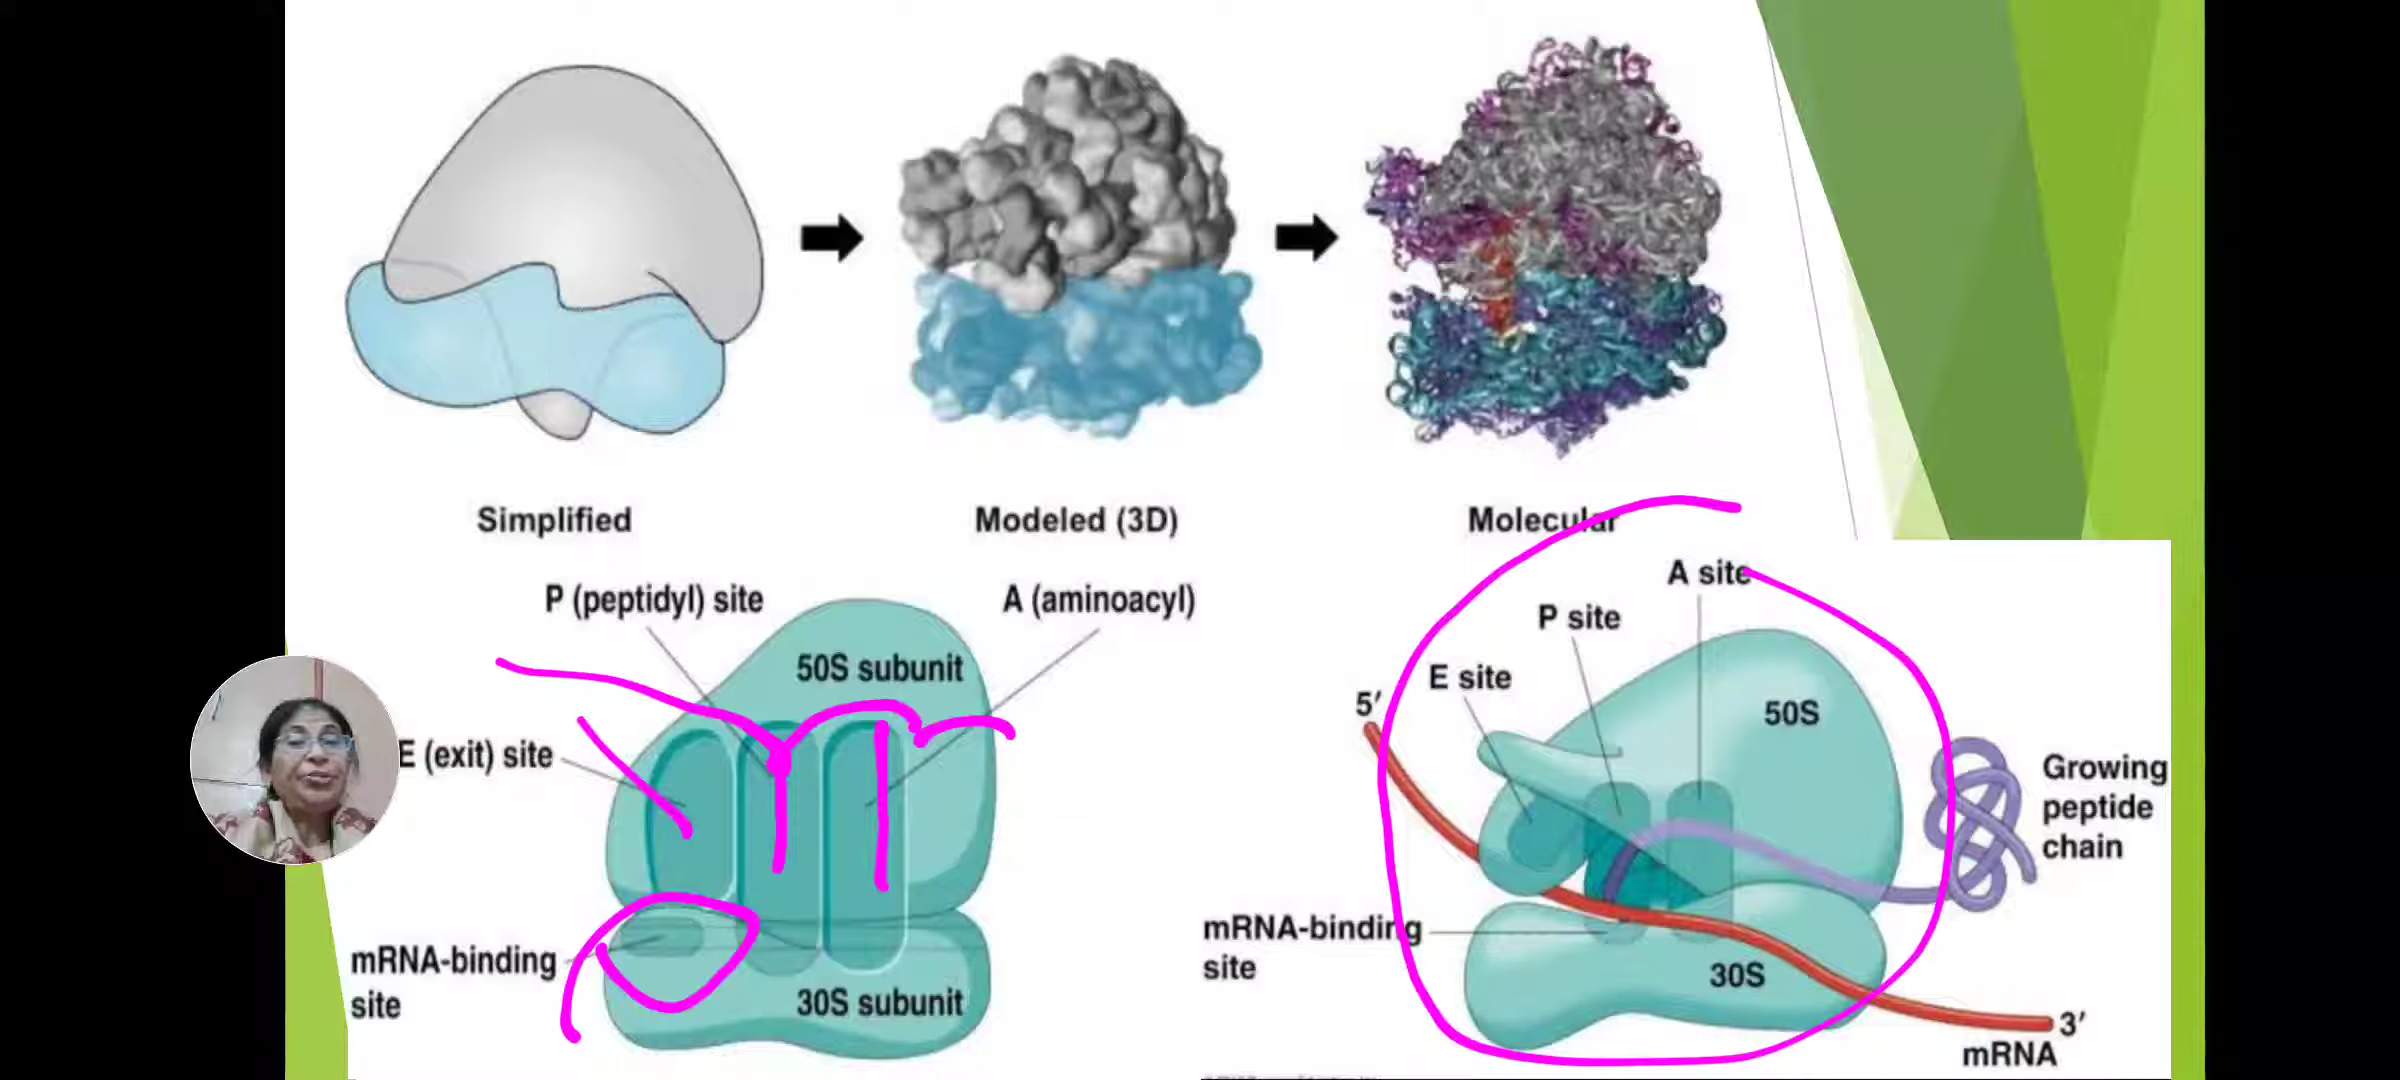 Simplified
Modeled (3D)
Molecular
P (peptidyl) site
A (aminoacyl)
50S subunit
E (exit) site
mRNA-binding
site
30S subunit
A site
P site
E site
5′
50S
Growing
peptide
chain
mRNA-binding
site
30S
3′
mRNA